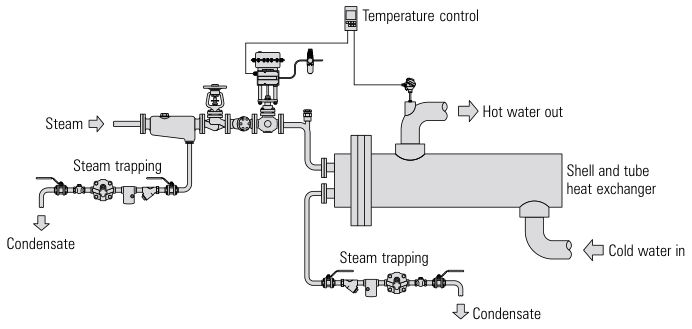 Temperature control
Steam
Hot water out
Steam trapping
Shell and tube
heat exchanger
Condensate
Cold water in
Steam trapping
Condensate